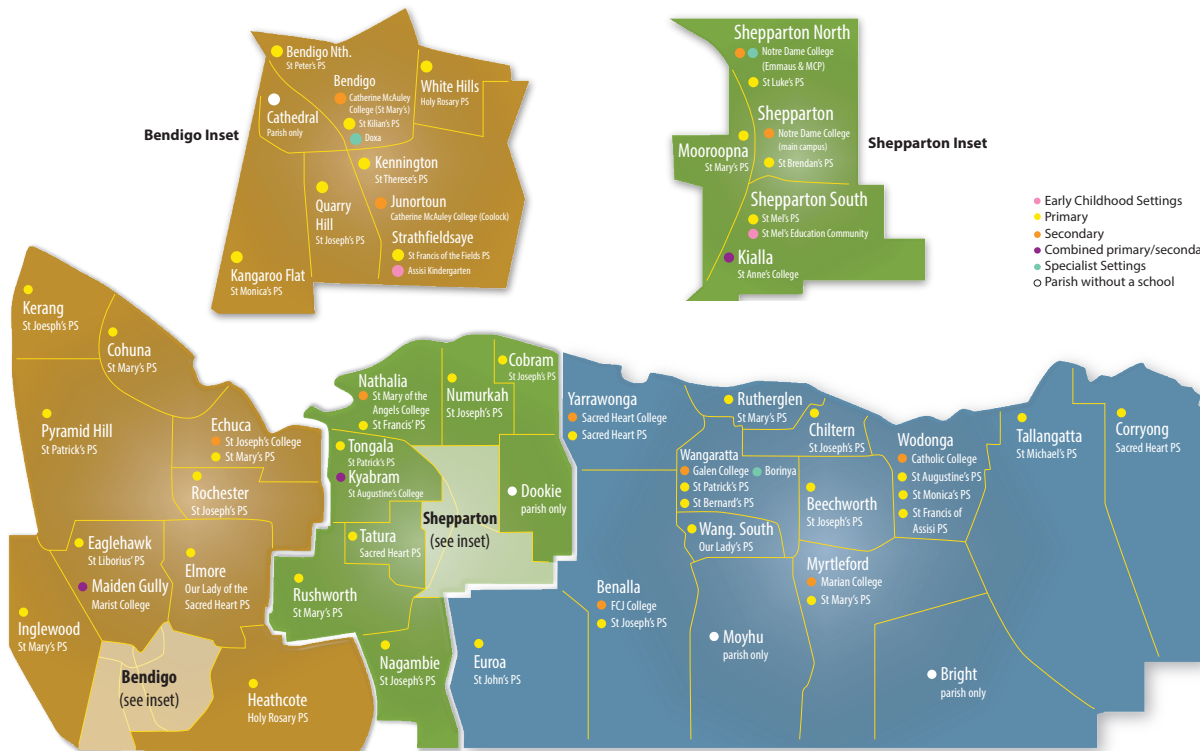 Bendigo Nth.
St Peter's PS
Bendigo
Catherine McAuley
College (St Mary's)
St Kilian's PS
Doxa
White Hills
Holy Rosary PS
Cathedral
Parish only
Bendigo Inset
Kennington
St Therese's PS
Quarry
Hill
St Joseph's PS
Junortoun
Catherine McAuley College (Coolock)
Strathfieldsaye
St Francis of the Fields PS
Assisi Kindergarten
Kangaroo Flat
St Monica's PS
Shepparton North
Notre Dame College
(Emmaus & MCP)
St Luke's PS
Shepparton
Notre Dame College
(main campus)
St Brendan's PS
Mooroopna
St Mary's PS
Shepparton Inset
Shepparton South
St Mel's PS
St Mel's Education Community
Kialla
St Anne's College
Early Childhood Settings
Primary
Secondary
Combined primary/seconda
Specialist Settings
Parish without a school
Kerang
St Joesph's PS
Cohuna
St Mary's PS
Pyramid Hill
St Patrick's PS
Echuca
St Joseph's College
St Mary's PS
Rochester
St Joseph's PS
Eaglehawk
St Liborius' PS
Maiden Gully
Marist College
Elmore
Our Lady of the
Sacred Heart PS
Inglewood
St Mary's PS
Bendigo
(see inset)
Heathcote
Holy Rosary PS
Nathalia
St Mary of the
Angels College
St Francis' PS
Numurkah
St Joseph's PS
Cobram
St Joseph's PS
Tongala
St Patrick's PS
Kyabram
St Augustine's College
Dookie
parish only
Shepparton
(see inset)
Tatura
Sacred Heart PS
Rushworth
St Mary's PS
Nagambie
St Joseph's PS
Yarrawonga
Sacred Heart College
Sacred Heart PS
Rutherglen
St Mary's PS
Chiltern
St Joseph's PS
Wodonga
Catholic College
St Augustine's PS
St Monica's PS
St Francis of
Assisi PS
Tallangatta
St Michael's PS
Corryong
Sacred Heart PS
Wangaratta
Galen College
Borinya
St Patrick's PS
St Bernard's PS
Beechworth
St Joseph's PS
Wang. South
Our Lady's PS
Myrtleford
Marian College
St Mary's PS
Benalla
FCJ College
St Joseph's PS
Euroa
St John's PS
Moyhu
parish only
Bright
parish only